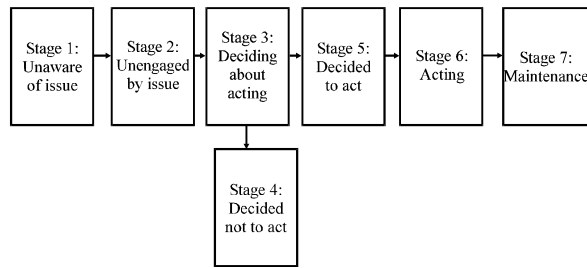 Stage 1:
Unaware
of issue
Stage 2:
Unengaged
by issue
Stage 3:
Deciding
about
acting
Stage 5:
Decided
to act
Stage 6:
Acting
Stage 7:
Maintenance
Stage 4:
Decided
not to act